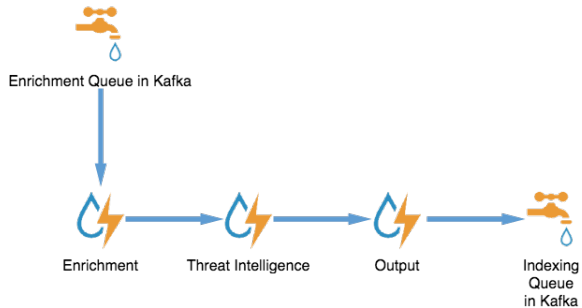 Enrichment Queue in Kafka
Enrichment
Threat Intelligence
Output
Indexing
Queue
in Kafka